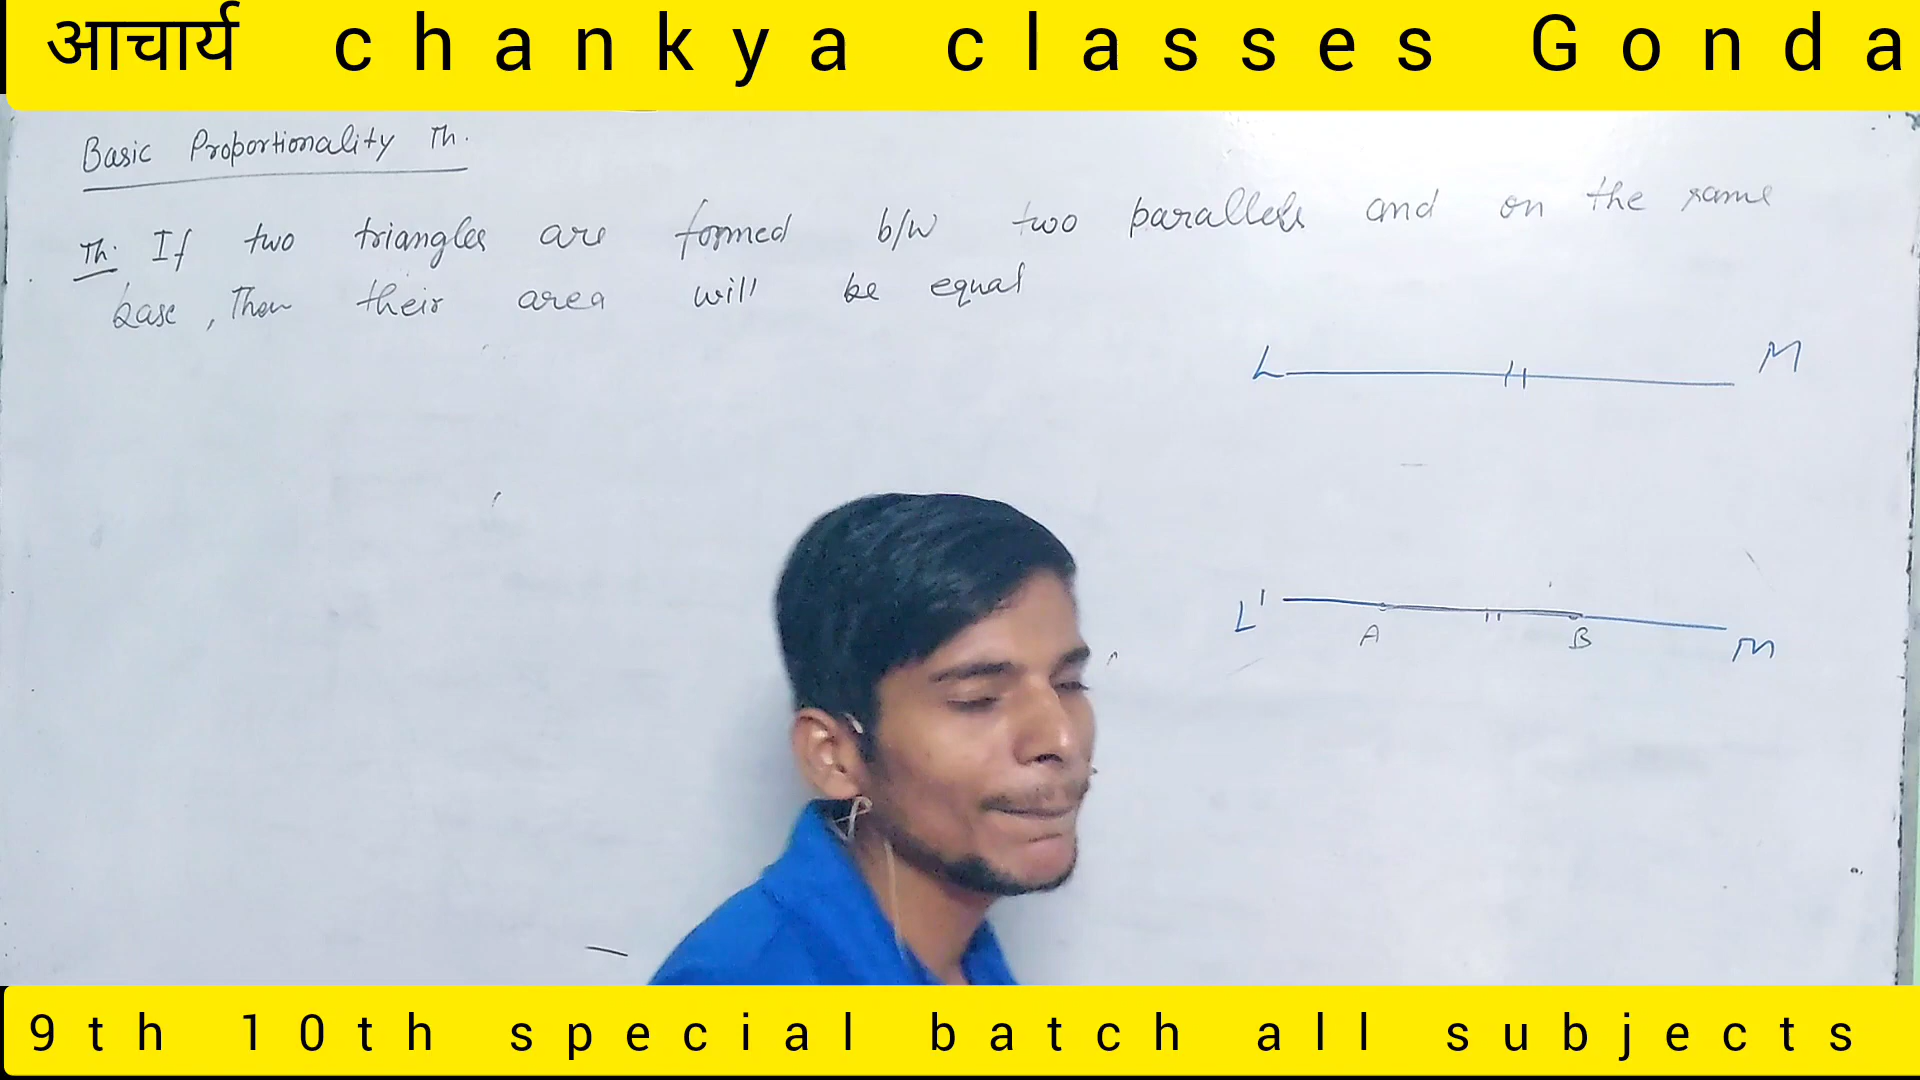 आचार्य chankya classes Gonda
Basic Proportionality Th.
Th: If two triangles are formed b/w two parallels and on the same
base, Then their area will be equal
L M
L' A B m
9th 10th special batch all subjects